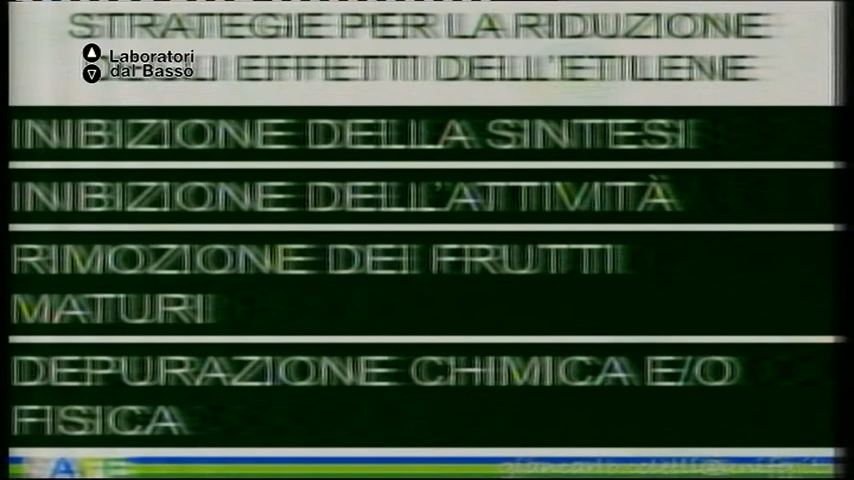 STRATEGIE PER LA RIDUZIONE
Laboratori
dal Basso
EFFETTI DELL'ETILENE
INIBIZIONE DELLA SINTESI
INIBIZIONE DELL'ATTIVITÀ
RIMOZIONE DEI FRUTTI
MATURI
DEPURAZIONE CHIMICA E/O
FISICA